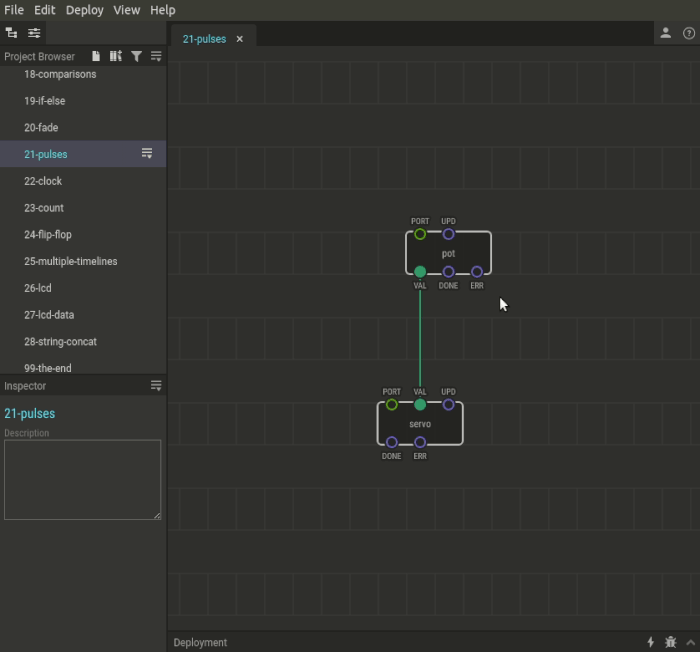 File Edit Deploy View Help
21-pulses
Project Browser
18-comparisons
19-if-else
20-fade
21-pulses
22-clock
23-count
24-flip-flop
25-multiple-timelines
26-lcd
27-lcd-data
28-string-concat
99-the-end
Inspector
21-pulses
Description
PORT UPD
pot
VAL DONE ERR
PORT VAL UPD
servo
DONE ERR
Deployment